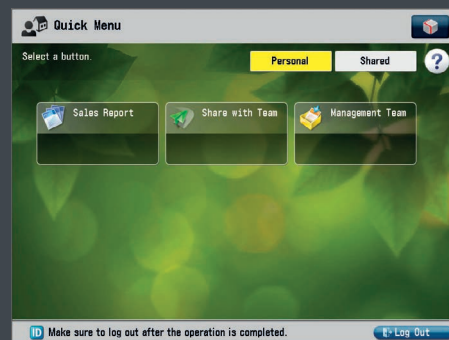 Quick Menu
Select a button.
Personal
Shared
?
Sales Report
Share with Team
Management Team
ID Make sure to log out after the operation is completed.
Log Out